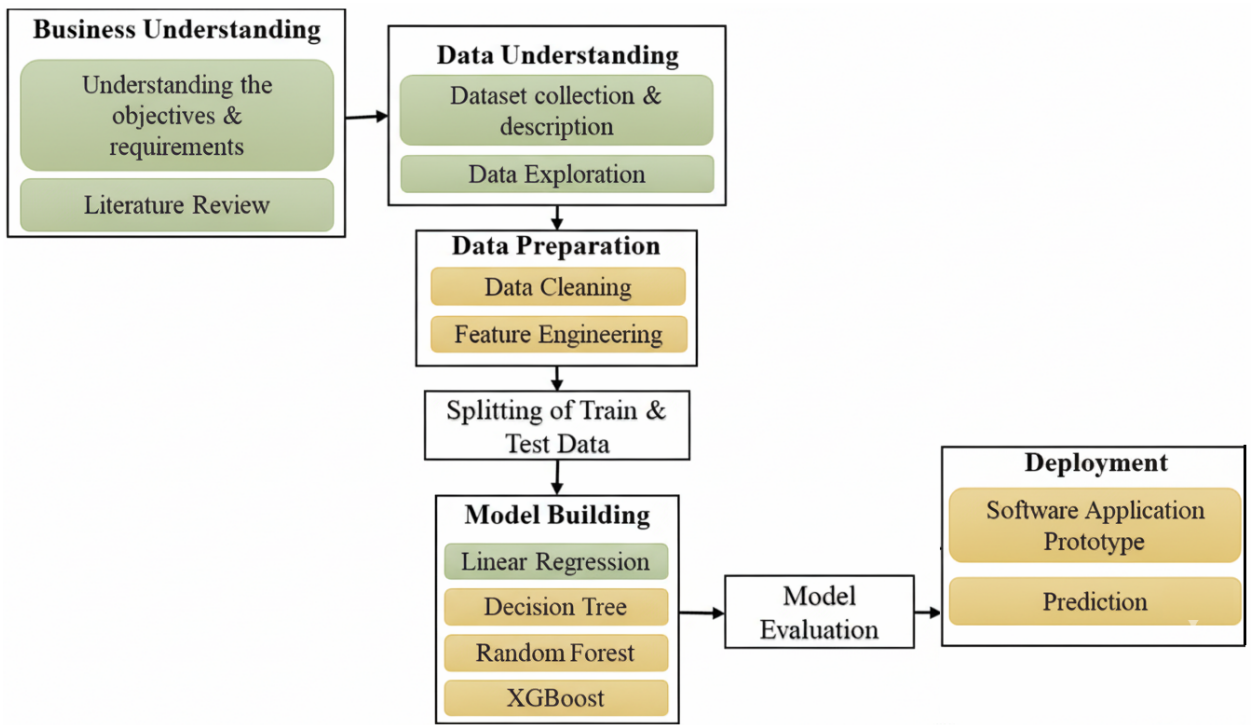 Business Understanding
Understanding the
objectives &
requirements
Literature Review
Data Understanding
Dataset collection &
description
Data Exploration
Data Preparation
Data Cleaning
Feature Engineering
Splitting of Train &
Test Data
Model Building
Linear Regression
Decision Tree
Random Forest
XGBoost
Model
Evaluation
Deployment
Software Application
Prototype
Prediction